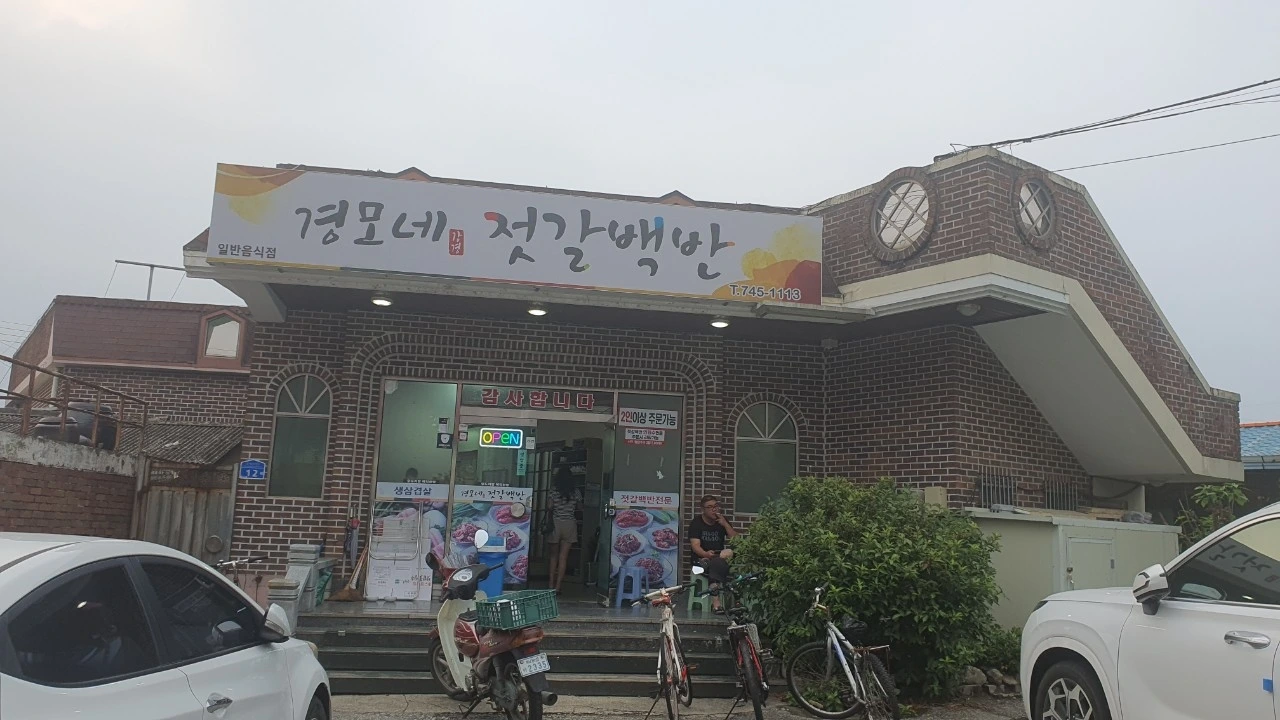 경모네 강경 젓갈백반
일반음식점
T.745-1113
감사합니다
2인이상 주문가능
OPEN
12
생삼겹살
경모네 젓갈백반
젓갈백반전문